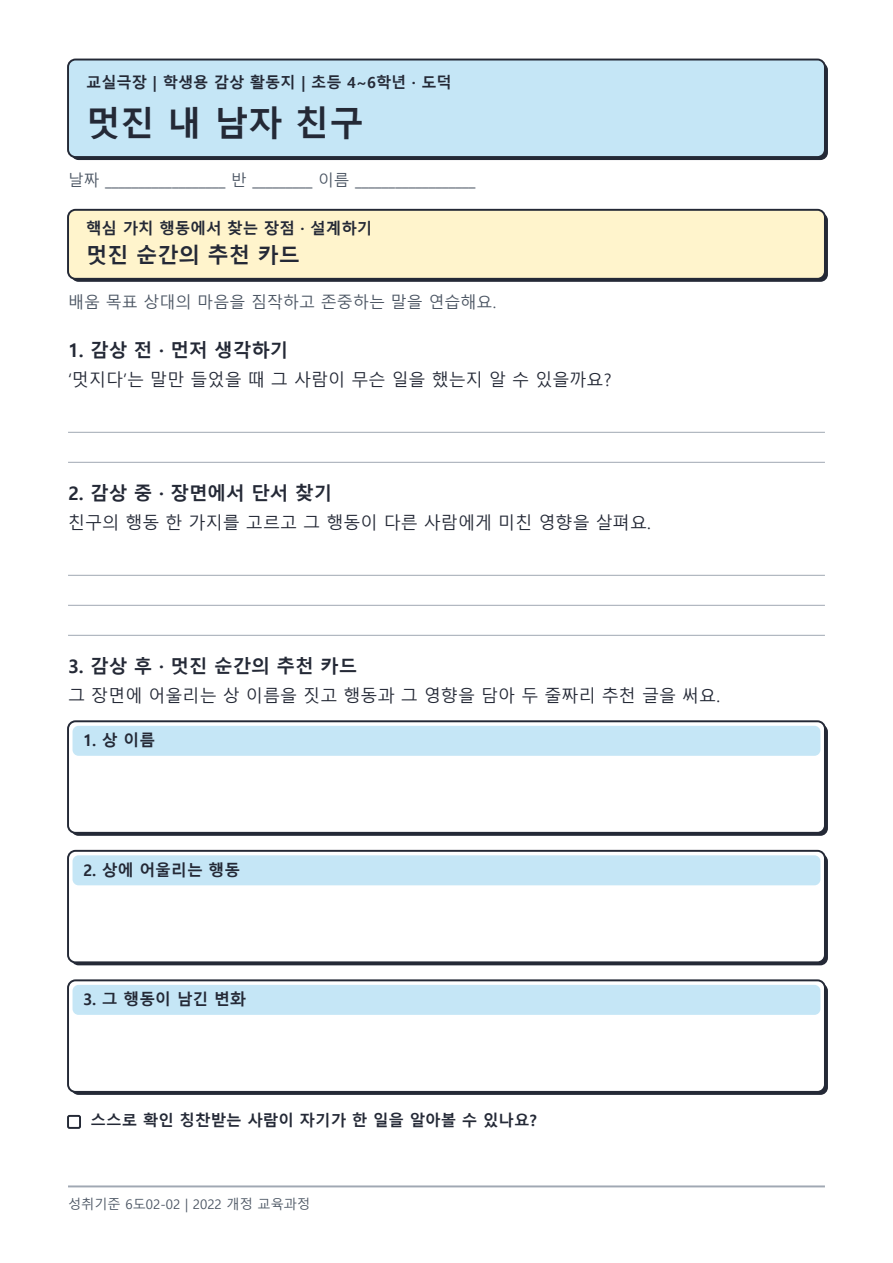 교실극장 | 학생용 감상 활동지 | 초등 4~6학년 · 도덕
멋진 내 남자 친구
날짜 ______________ 반 _______ 이름 ______________
핵심 가치 행동에서 찾는 장점 · 설계하기
멋진 순간의 추천 카드
배움 목표 상대의 마음을 짐작하고 존중하는 말을 연습해요.
1. 감상 전 · 먼저 생각하기
‘멋지다’는 말만 들었을 때 그 사람이 무슨 일을 했는지 알 수 있을까요?
2. 감상 중 · 장면에서 단서 찾기
친구의 행동 한 가지를 고르고 그 행동이 다른 사람에게 미친 영향을 살펴요.
3. 감상 후 · 멋진 순간의 추천 카드
그 장면에 어울리는 상 이름을 짓고 행동과 그 영향을 담아 두 줄짜리 추천 글을 써요.
1. 상 이름
2. 상에 어울리는 행동
3. 그 행동이 남긴 변화
스스로 확인 칭찬받는 사람이 자기가 한 일을 알아볼 수 있나요?
성취기준 6도02-02 | 2022 개정 교육과정